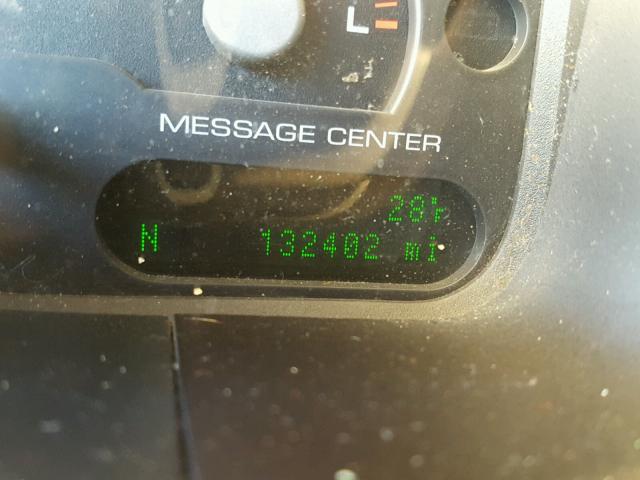 L
MESSAGE CENTER
28°F
N 132402 mi